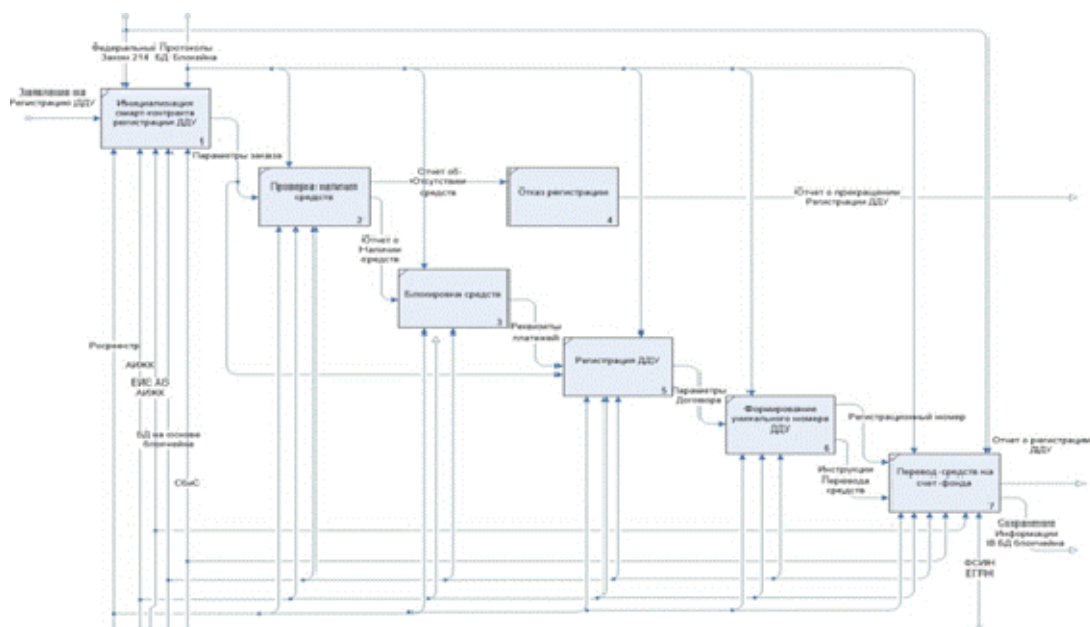 Федеральный Протоколы
Закон 214 БД Блокчейна
Заявление на
Регистрацию ДДУ
Инициализация
смарт-контракта
регистрации ДДУ
1
Параметры заказа
Проверка наличия
средств
2
Отчет об
Отсутствии
средств
Отказ регистрации
4
Отчет о прекращении
Регистрации ДДУ
Отчет о
Наличии
средств
Блокировка средств
3
Реквизиты
платежей
Росреестр
АИЖК
ЕИС АО
АИЖК
Регистрация ДДУ
5
Параметры
Договора
БД на основе
блокчейна
Формирование
уникального номера
ДДУ
6
Регистрационный номер
Отчет о регистрации
ДДУ
Инструкции
Перевода
средств
Перевод средств на
счет фонда
7
Сохранение
Информации
В БД блокчейна